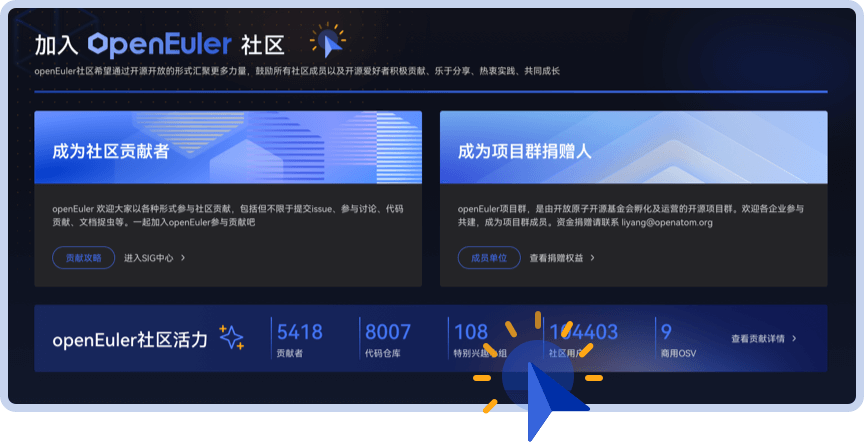 加入 OpenEuler 社区
openEuler社区希望通过开源开放的形式汇聚更多力量，鼓励所有社区成员以及开源爱好者积极贡献、乐于分享、热衷实践、共同成长
成为社区贡献者
openEuler 欢迎大家以各种形式参与社区贡献，包括但不限于提交issue、参与讨论、代码
贡献、文档捉虫等。一起加入openEuler参与贡献吧
贡献攻略 进入SIG中心 >
成为项目群捐赠人
openEuler项目群，是由开放原子开源基金会孵化及运营的开源项目群。欢迎各企业参与
共建，成为项目群成员。资金捐赠请联系 liyang@openatom.org
成员单位 查看捐赠权益 >
openEuler社区活力
5418
贡献者
8007
代码仓库
108
特别兴趣小组
104403
社区用户
9
商用OSV
查看贡献详情 >